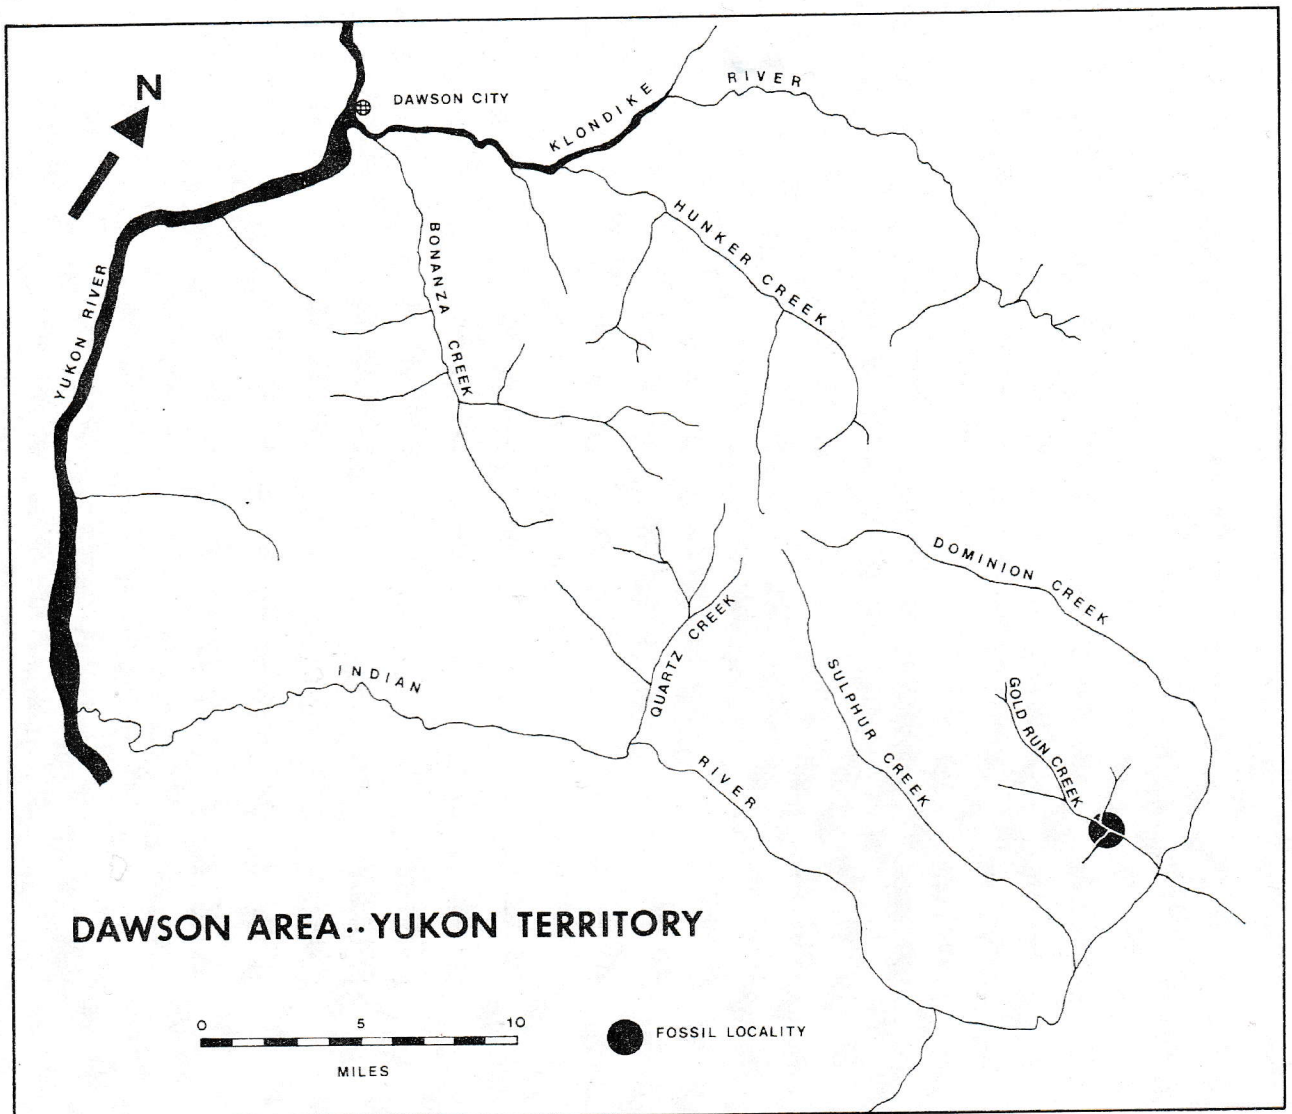 N
DAWSON CITY
KLONDIKE
RIVER
HUNKER CREEK
BONANZA
CREEK
YUKON RIVER
DOMINION CREEK
INDIAN
QUARTZ CREEK
SULPHUR CREEK
GOLD RUN CREEK
RIVER
DAWSON AREA··YUKON TERRITORY
0 5 10
MILES
FOSSIL LOCALITY